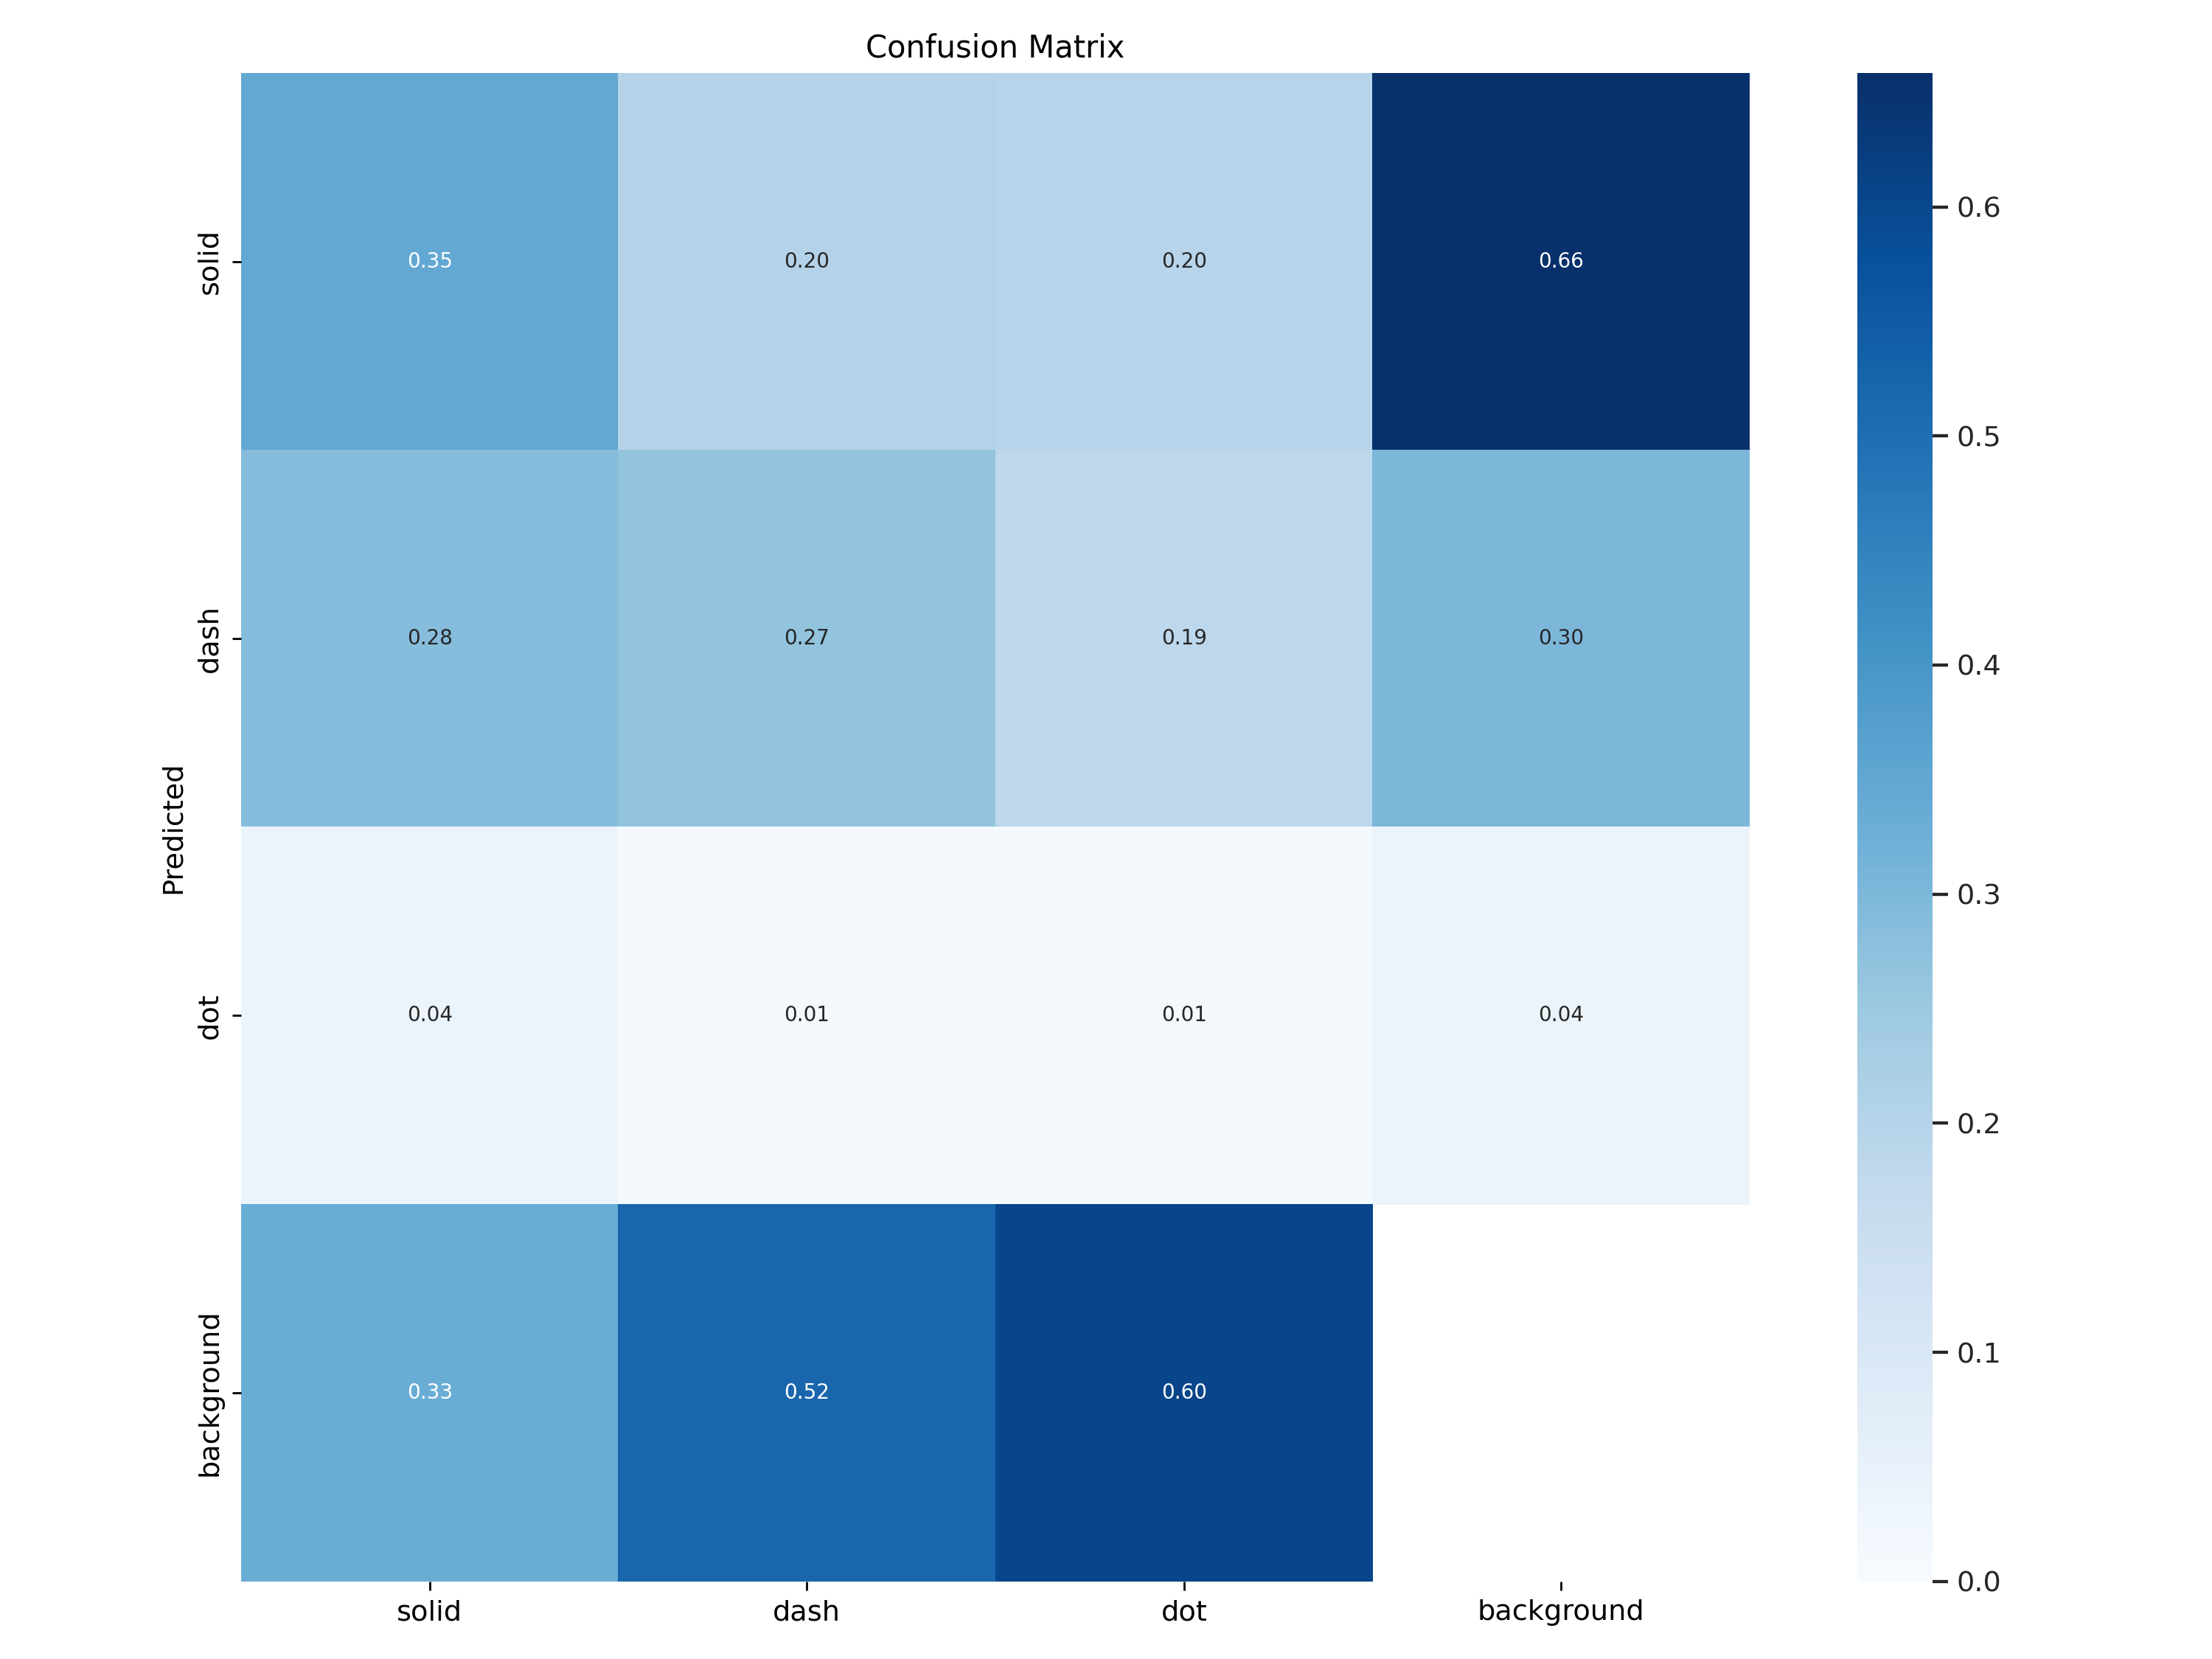 Confusion Matrix
solid
0.35 0.20 0.20 0.66
dash
0.28 0.27 0.19 0.30
Predicted
dot
0.04 0.01 0.01 0.04
background
0.33 0.52 0.60
solid dash dot background
0.6
0.5
0.4
0.3
0.2
0.1
0.0